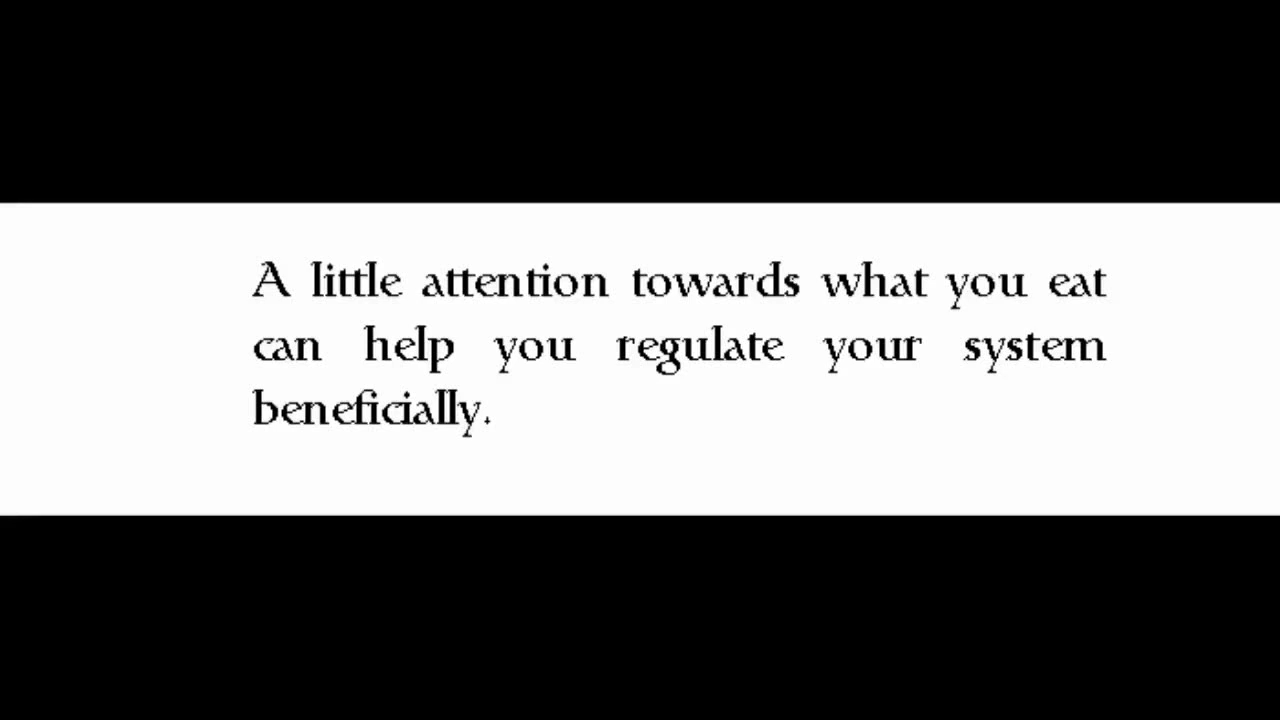 A little attention towards what you eat
can help you regulate your system
beneficially.